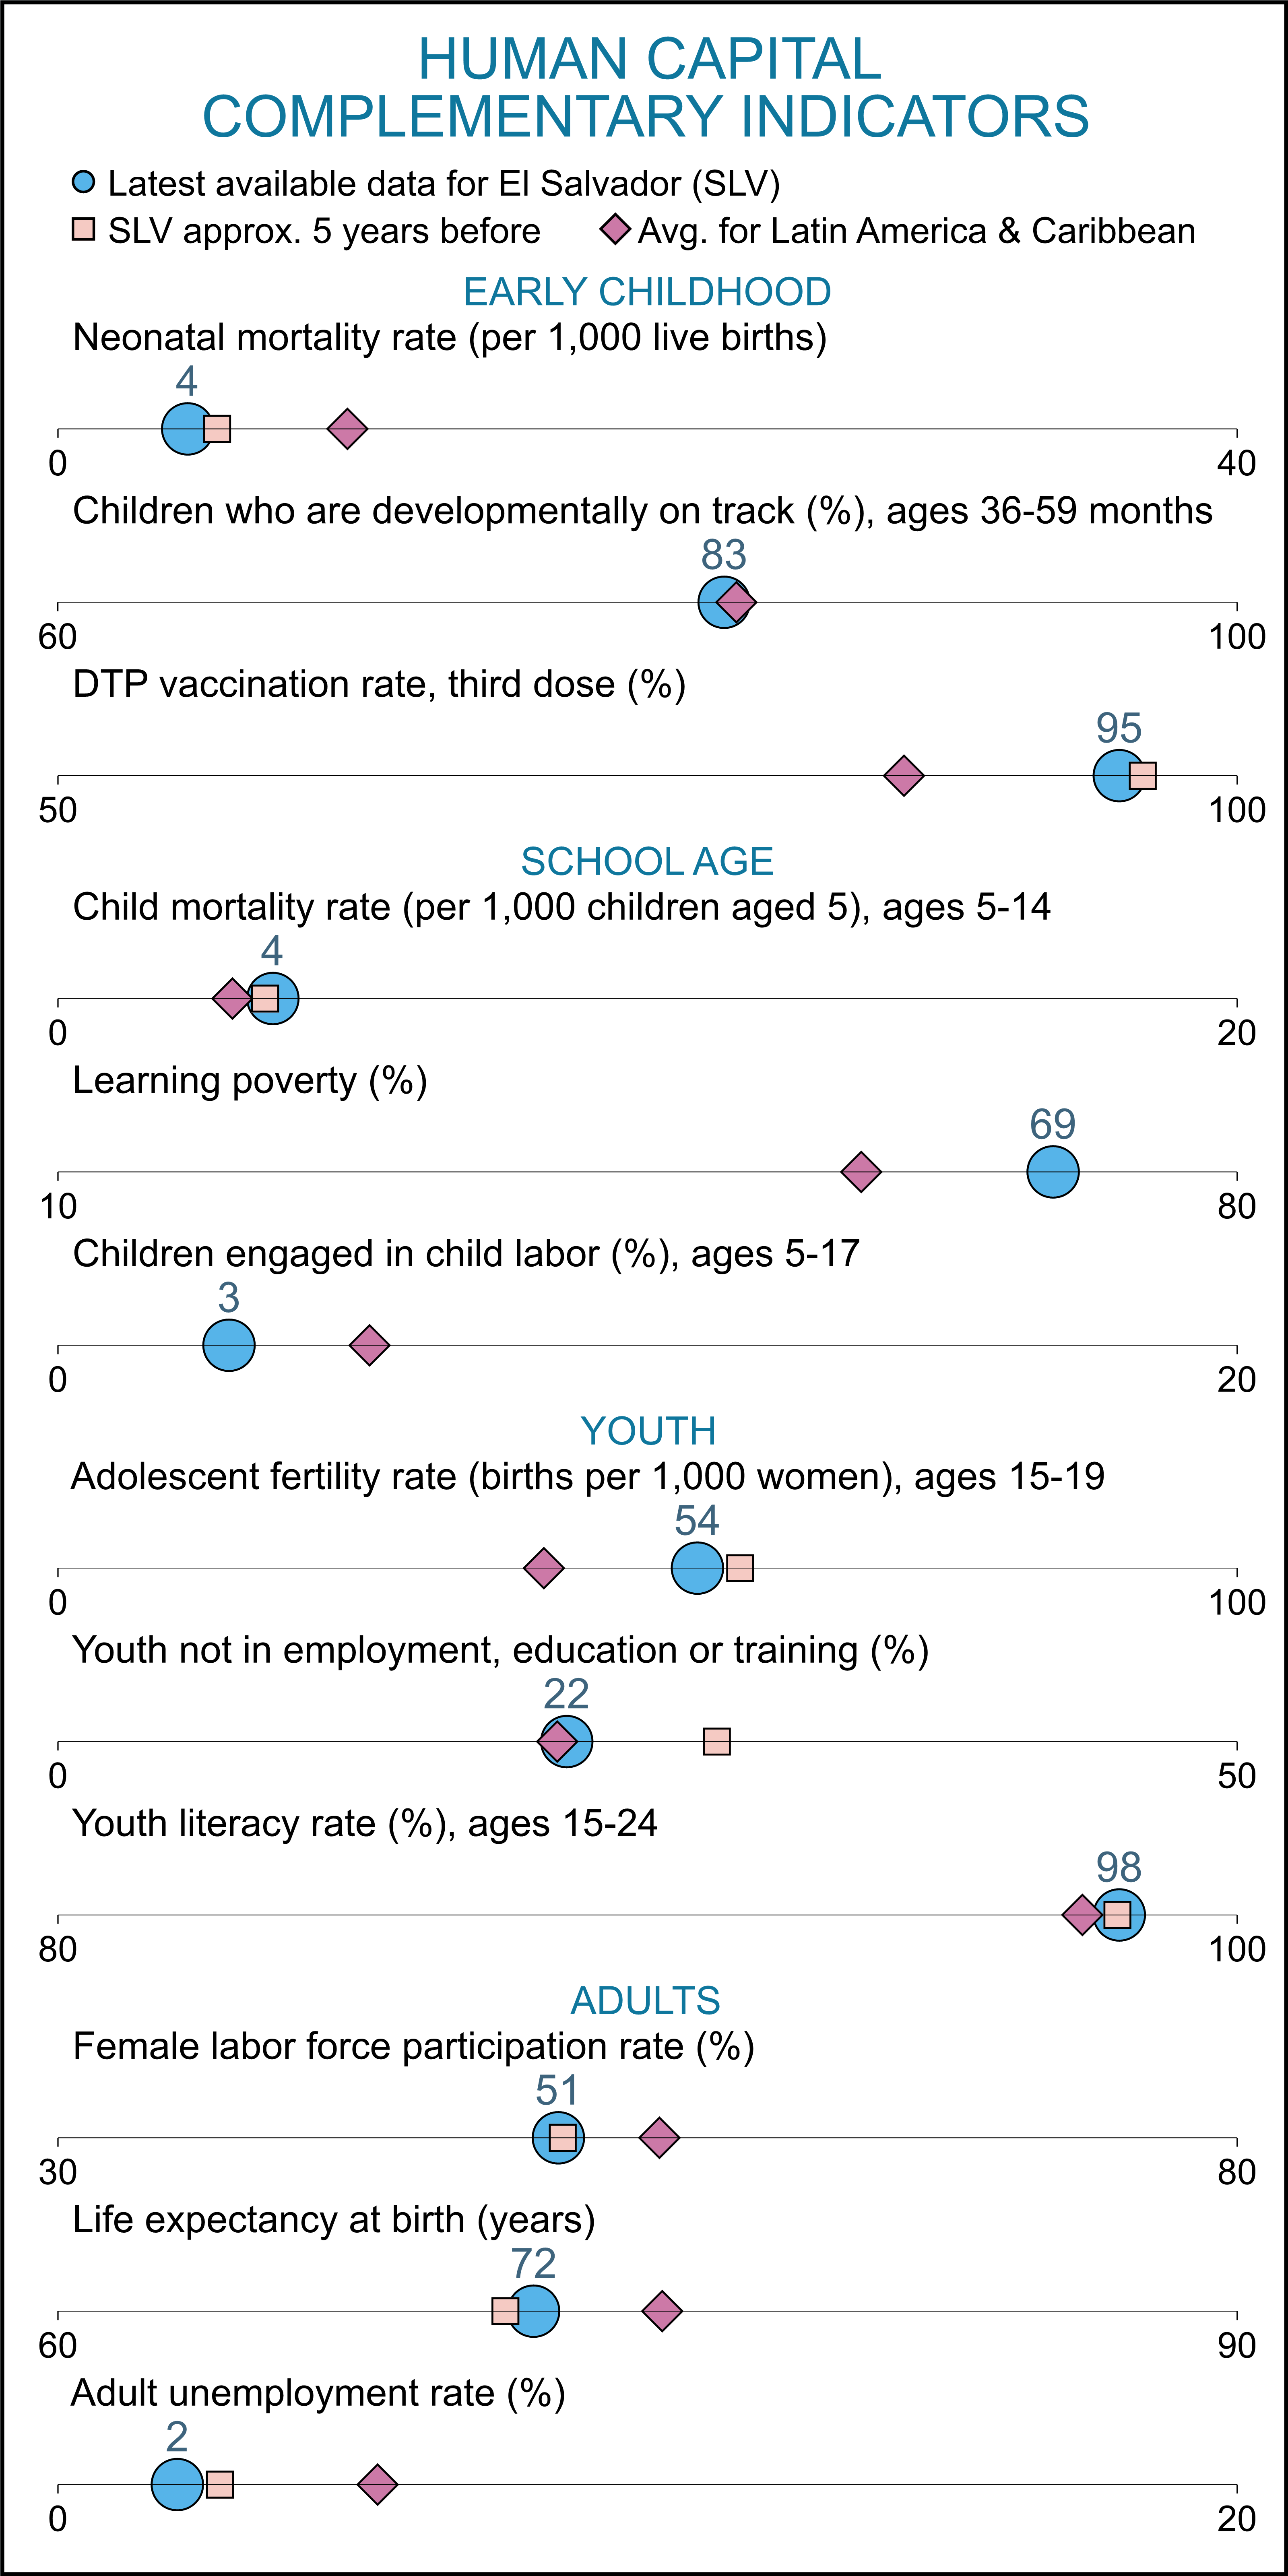 HUMAN CAPITAL
COMPLEMENTARY INDICATORS
Latest available data for El Salvador (SLV)
SLV approx. 5 years before Avg. for Latin America & Caribbean
EARLY CHILDHOOD
Neonatal mortality rate (per 1,000 live births)
4
0 40
Children who are developmentally on track (%), ages 36-59 months
83
60 100
DTP vaccination rate, third dose (%)
95
50 100
SCHOOL AGE
Child mortality rate (per 1,000 children aged 5), ages 5-14
4
0 20
Learning poverty (%)
69
10 80
Children engaged in child labor (%), ages 5-17
3
0 20
YOUTH
Adolescent fertility rate (births per 1,000 women), ages 15-19
54
0 100
Youth not in employment, education or training (%)
22
0 50
Youth literacy rate (%), ages 15-24
98
80 100
ADULTS
Female labor force participation rate (%)
51
30 80
Life expectancy at birth (years)
72
60 90
Adult unemployment rate (%)
2
0 20